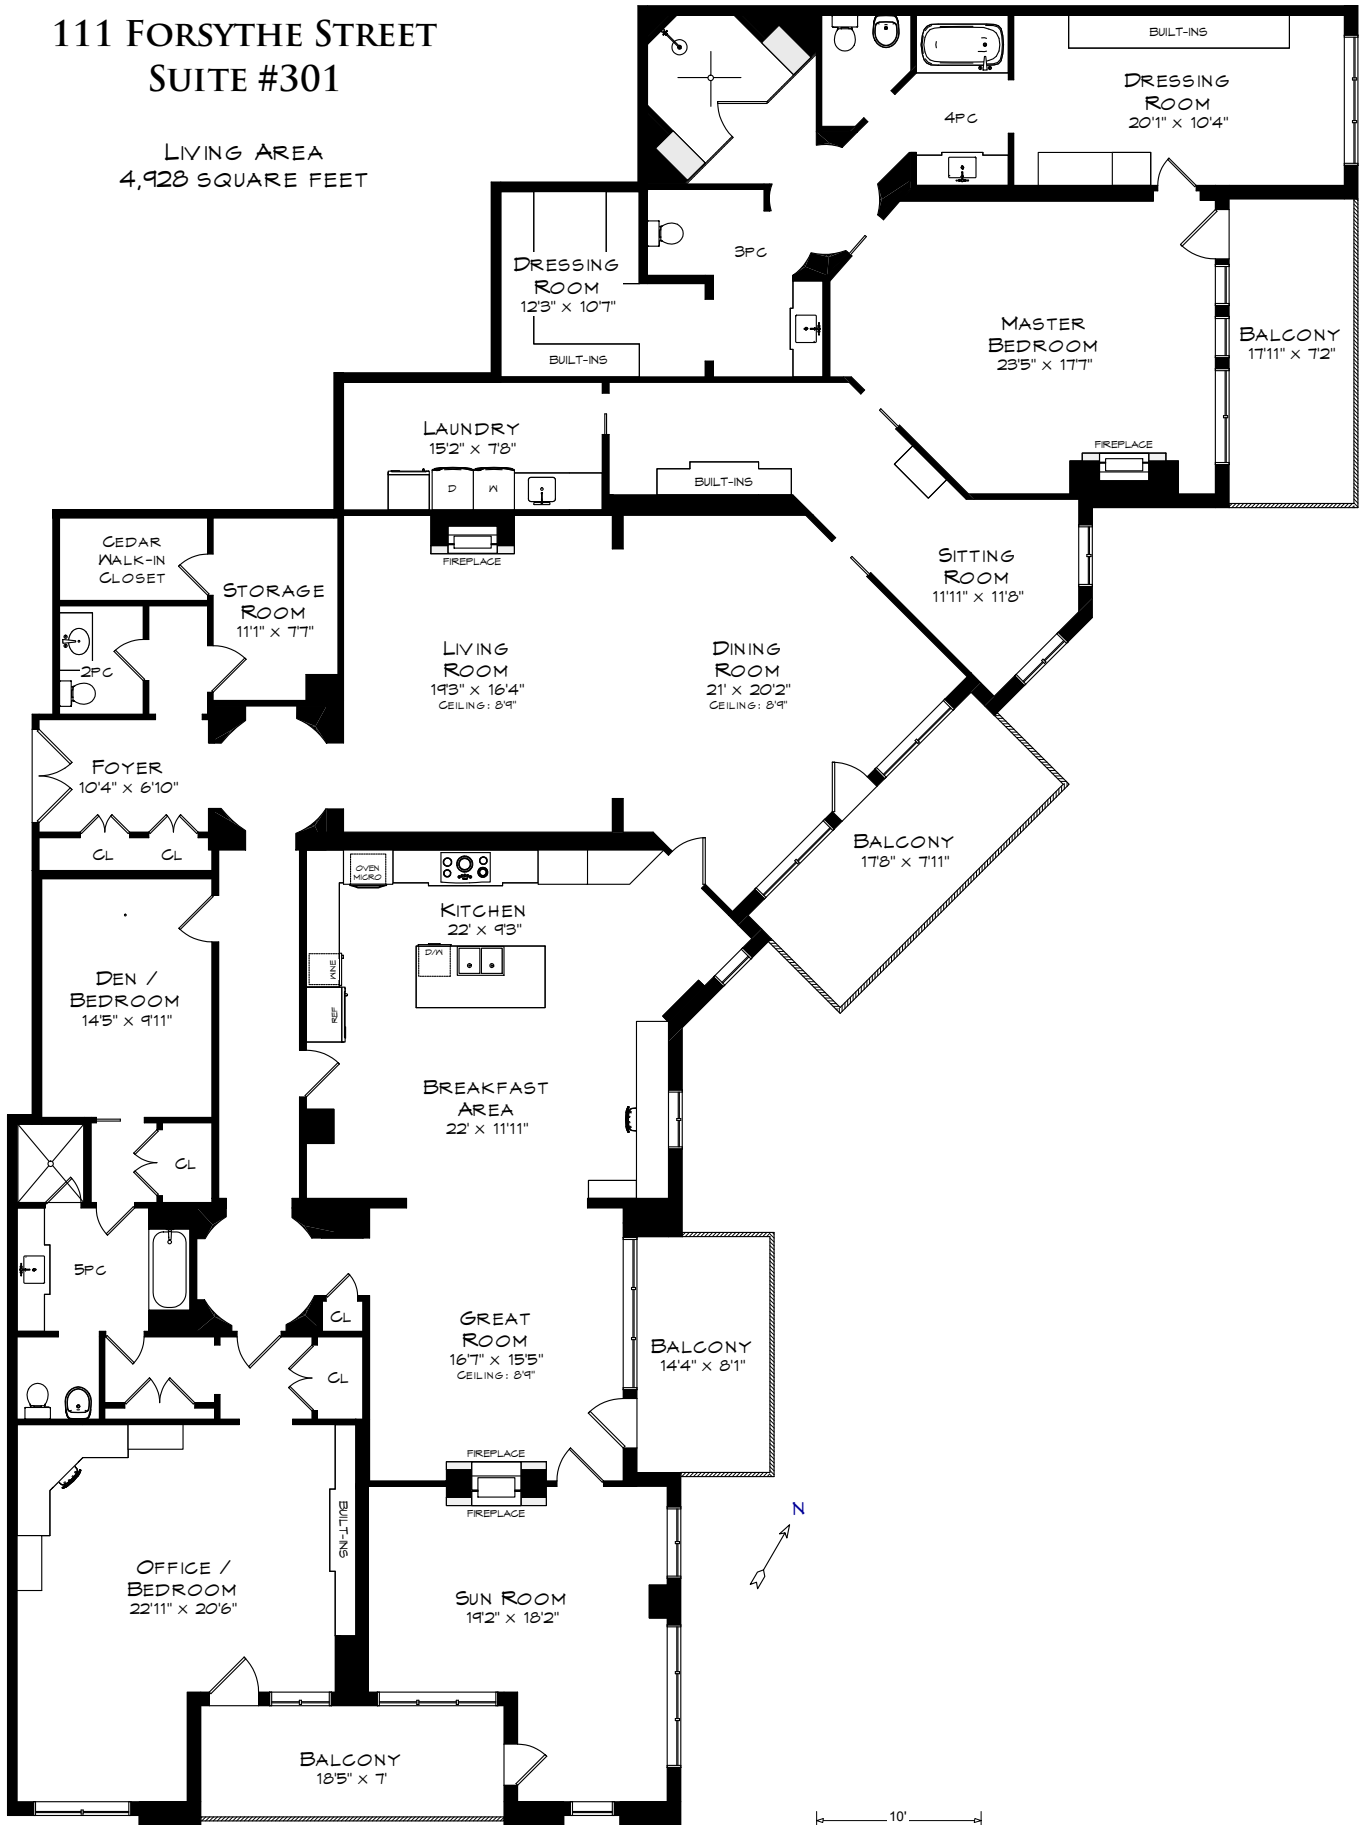 111 FORSYTHE STREET
SUITE #301
LIVING AREA
4,928 SQUARE FEET
BUILT-INS
DRESSING
ROOM
20'1" x 10'4"
4PC
3PC
DRESSING
ROOM
12'3" x 10'7"
BUILT-INS
MASTER
BEDROOM
23'5" x 17'7"
FIREPLACE
BALCONY
17'11" x 7'2"
LAUNDRY
15'2" x 7'8"
D
W
BUILT-INS
CEDAR
WALK-IN
CLOSET
STORAGE
ROOM
11'1" x 7'7"
2PC
FIREPLACE
LIVING
ROOM
19'3" x 16'4"
CEILING: 8'9"
DINING
ROOM
21' x 20'2"
CEILING: 8'9"
SITTING
ROOM
11'11" x 11'8"
FOYER
10'4" x 6'10"
CL
CL
BALCONY
17'8" x 7'11"
OVEN
MICRO
KITCHEN
22' x 9'3"
D/W
WINE
REF
DEN /
BEDROOM
14'5" x 9'11"
BREAKFAST
AREA
22' x 11'11"
CL
5PC
CL
CL
GREAT
ROOM
16'7" x 15'5"
CEILING: 8'9"
BALCONY
14'4" x 8'1"
FIREPLACE
FIREPLACE
N
BUILT-INS
OFFICE /
BEDROOM
22'11" x 20'6"
SUN ROOM
19'2" x 18'2"
BALCONY
18'5" x 7'
10'